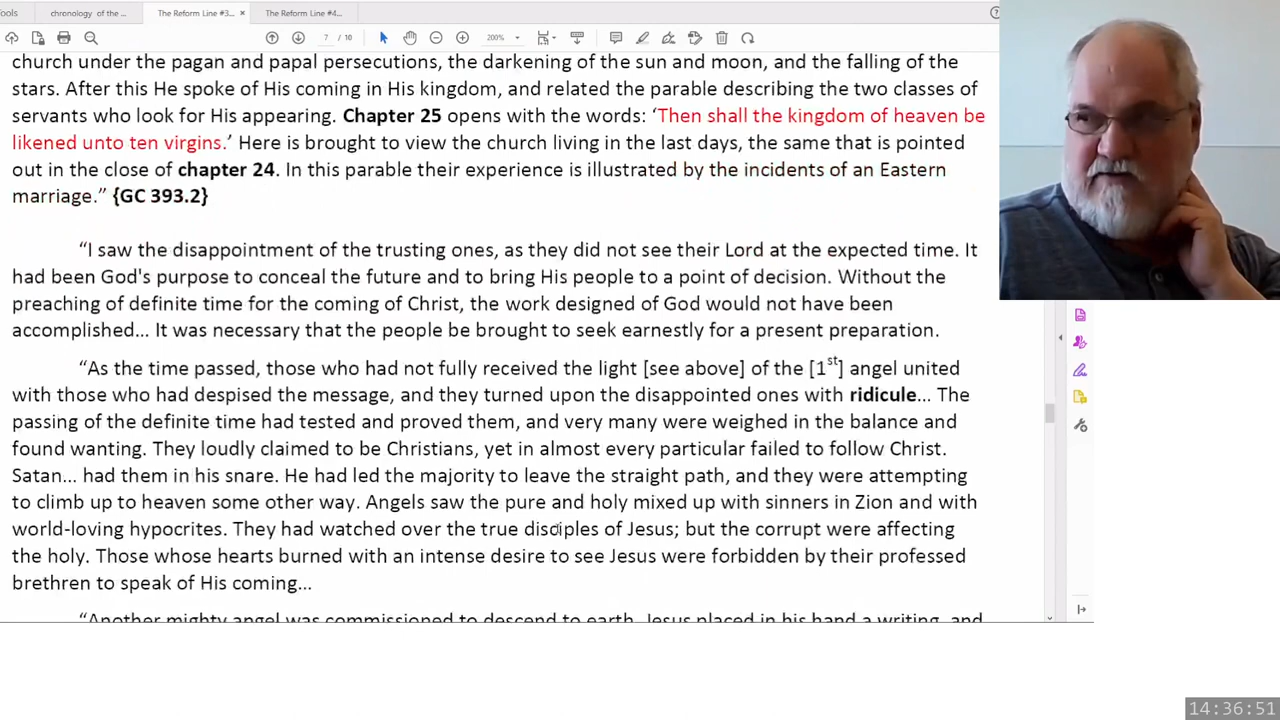 ools
chronology of the ...
The Reform Line #3... ×
The Reform Line #4...
7 / 10
200%
church under the pagan and papal persecutions, the darkening of the sun and moon, and the falling of the
stars. After this He spoke of His coming in His kingdom, and related the parable describing the two classes of
servants who look for His appearing. Chapter 25 opens with the words: ‘Then shall the kingdom of heaven be
likened unto ten virgins.’ Here is brought to view the church living in the last days, the same that is pointed
out in the close of chapter 24. In this parable their experience is illustrated by the incidents of an Eastern
marriage.” {GC 393.2}
“I saw the disappointment of the trusting ones, as they did not see their Lord at the expected time. It
had been God's purpose to conceal the future and to bring His people to a point of decision. Without the
preaching of definite time for the coming of Christ, the work designed of God would not have been
accomplished... It was necessary that the people be brought to seek earnestly for a present preparation.
“As the time passed, those who had not fully received the light [see above] of the [1st] angel united
with those who had despised the message, and they turned upon the disappointed ones with ridicule... The
passing of the definite time had tested and proved them, and very many were weighed in the balance and
found wanting. They loudly claimed to be Christians, yet in almost every particular failed to follow Christ.
Satan... had them in his snare. He had led the majority to leave the straight path, and they were attempting
to climb up to heaven some other way. Angels saw the pure and holy mixed up with sinners in Zion and with
world-loving hypocrites. They had watched over the true disciples of Jesus; but the corrupt were affecting
the holy. Those whose hearts burned with an intense desire to see Jesus were forbidden by their professed
brethren to speak of His coming...
“Another mighty angel was commissioned to descend to earth. Jesus placed in his hand a writing, and
14:36:51